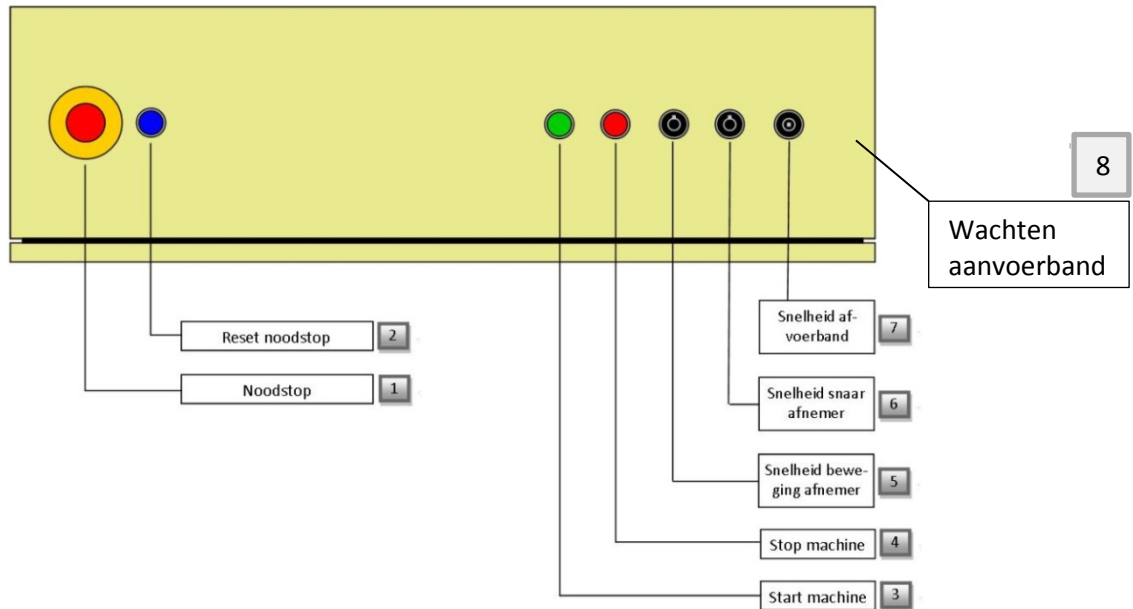 8
Wachten
aanvoerband
Snelheid af-
voerband
7
Reset noodstop
2
Noodstop
1
Snelheid snaar
afnemer
6
Snelheid bewe-
ging afnemer
5
Stop machine
4
Start machine
3